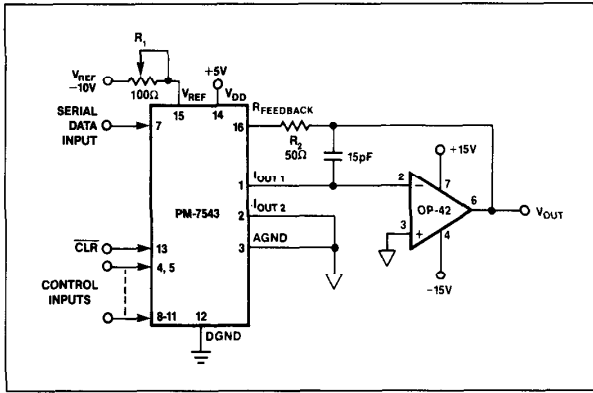 R1
VREF
–10V
100Ω
+5V
VREF
VDD
15
14
RFEEDBACK
SERIAL
DATA
INPUT
7
16
R2
50Ω
15pF
+15V
IOUT 1
1
2
–
7
6
VOUT
OP-42
PM-7543
IOUT 2
2
3
+
4
AGND
3
–15V
CLR
13
4, 5
CONTROL
INPUTS
8-11
12
DGND